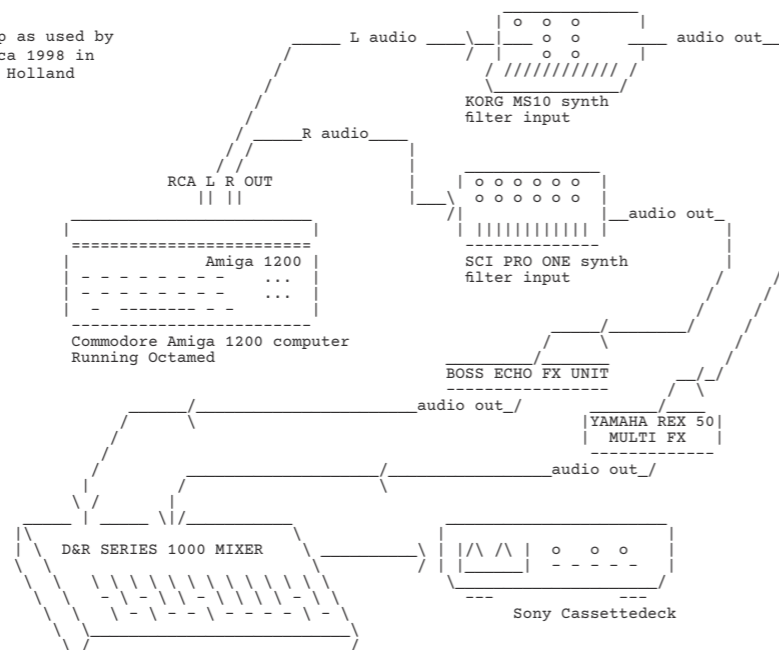 p as used by
ca 1998 in
Holland
L audio
audio out
KORG MS10 synth
filter input
R audio
RCA L R OUT
audio out
Amiga 1200
SCI PRO ONE synth
filter input
Commodore Amiga 1200 computer
Running Octamed
BOSS ECHO FX UNIT
audio out
YAMAHA REX 50
MULTI FX
audio out
D&R SERIES 1000 MIXER
Sony Cassettedeck